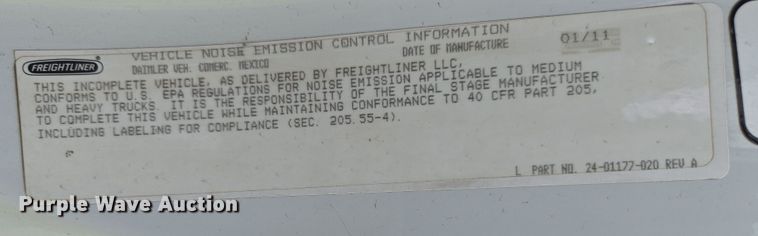 VEHICLE NOISE EMISSION CONTROL INFORMATION
FREIGHTLINER
DAIMLER VEH. COMERC. MEXICO
DATE OF MANUFACTURE
01/11
THIS INCOMPLETE VEHICLE, AS DELIVERED BY FREIGHTLINER LLC,
CONFORMS TO U.S. EPA REGULATIONS FOR NOISE EMISSION APPLICABLE TO MEDIUM
AND HEAVY TRUCKS. IT IS THE RESPONSIBILITY OF THE FINAL STAGE MANUFACTURER
TO COMPLETE THIS VEHICLE WHILE MAINTAINING CONFORMANCE TO 40 CFR PART 205,
INCLUDING LABELING FOR COMPLIANCE (SEC. 205.55-4).
L PART NO. 24-01177-020 REV A
Purple Wave Auction